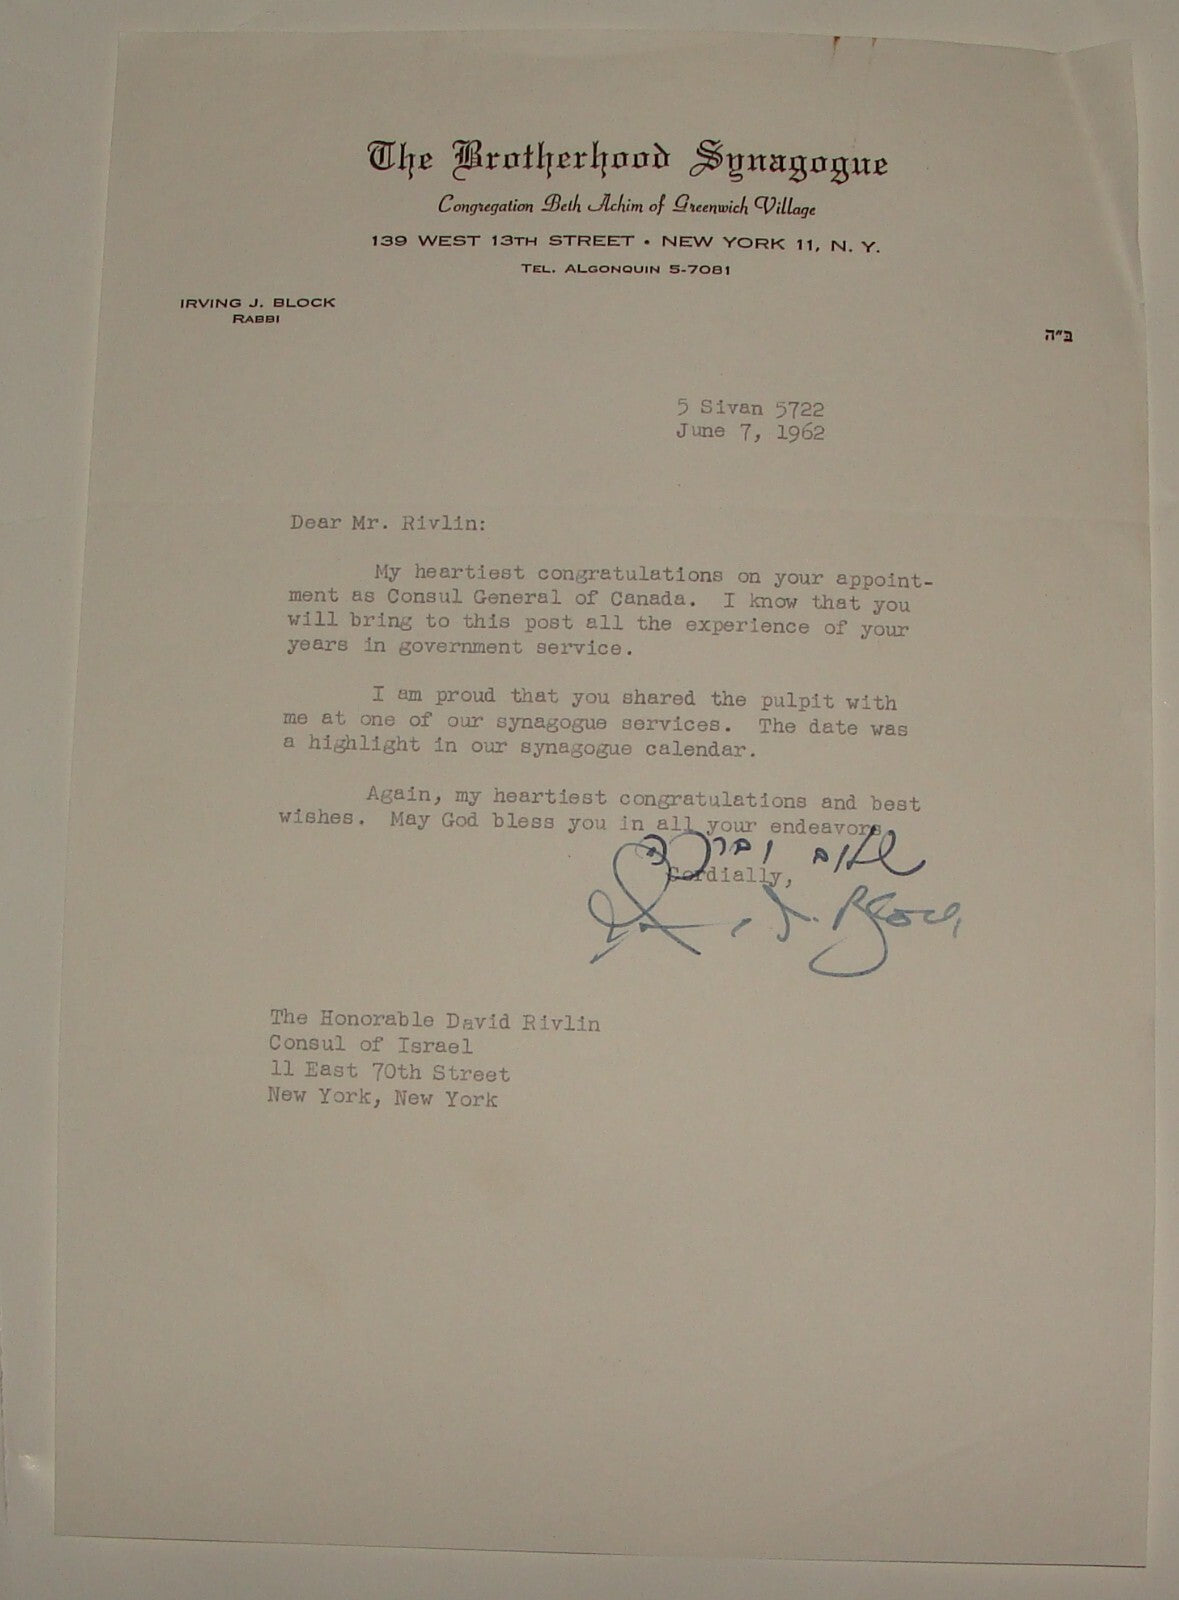 The Brotherhood Synagogue
Congregation Beth Achim of Greenwich Village
139 WEST 13TH STREET • NEW YORK 11, N. Y.
TEL. ALGONQUIN 5-7081
IRVING J. BLOCK
RABBI
ב״ה
5 Sivan 5722
June 7, 1962
Dear Mr. Rivlin:
My heartiest congratulations on your appoint-
ment as Consul General of Canada. I know that you
will bring to this post all the experience of your
years in government service.
I am proud that you shared the pulpit with
me at one of our synagogue services. The date was
a highlight in our synagogue calendar.
Again, my heartiest congratulations and best
wishes. May God bless you in all your endeavors.
שלום וברכה
Cordially,
J. Block
The Honorable David Rivlin
Consul of Israel
11 East 70th Street
New York, New York